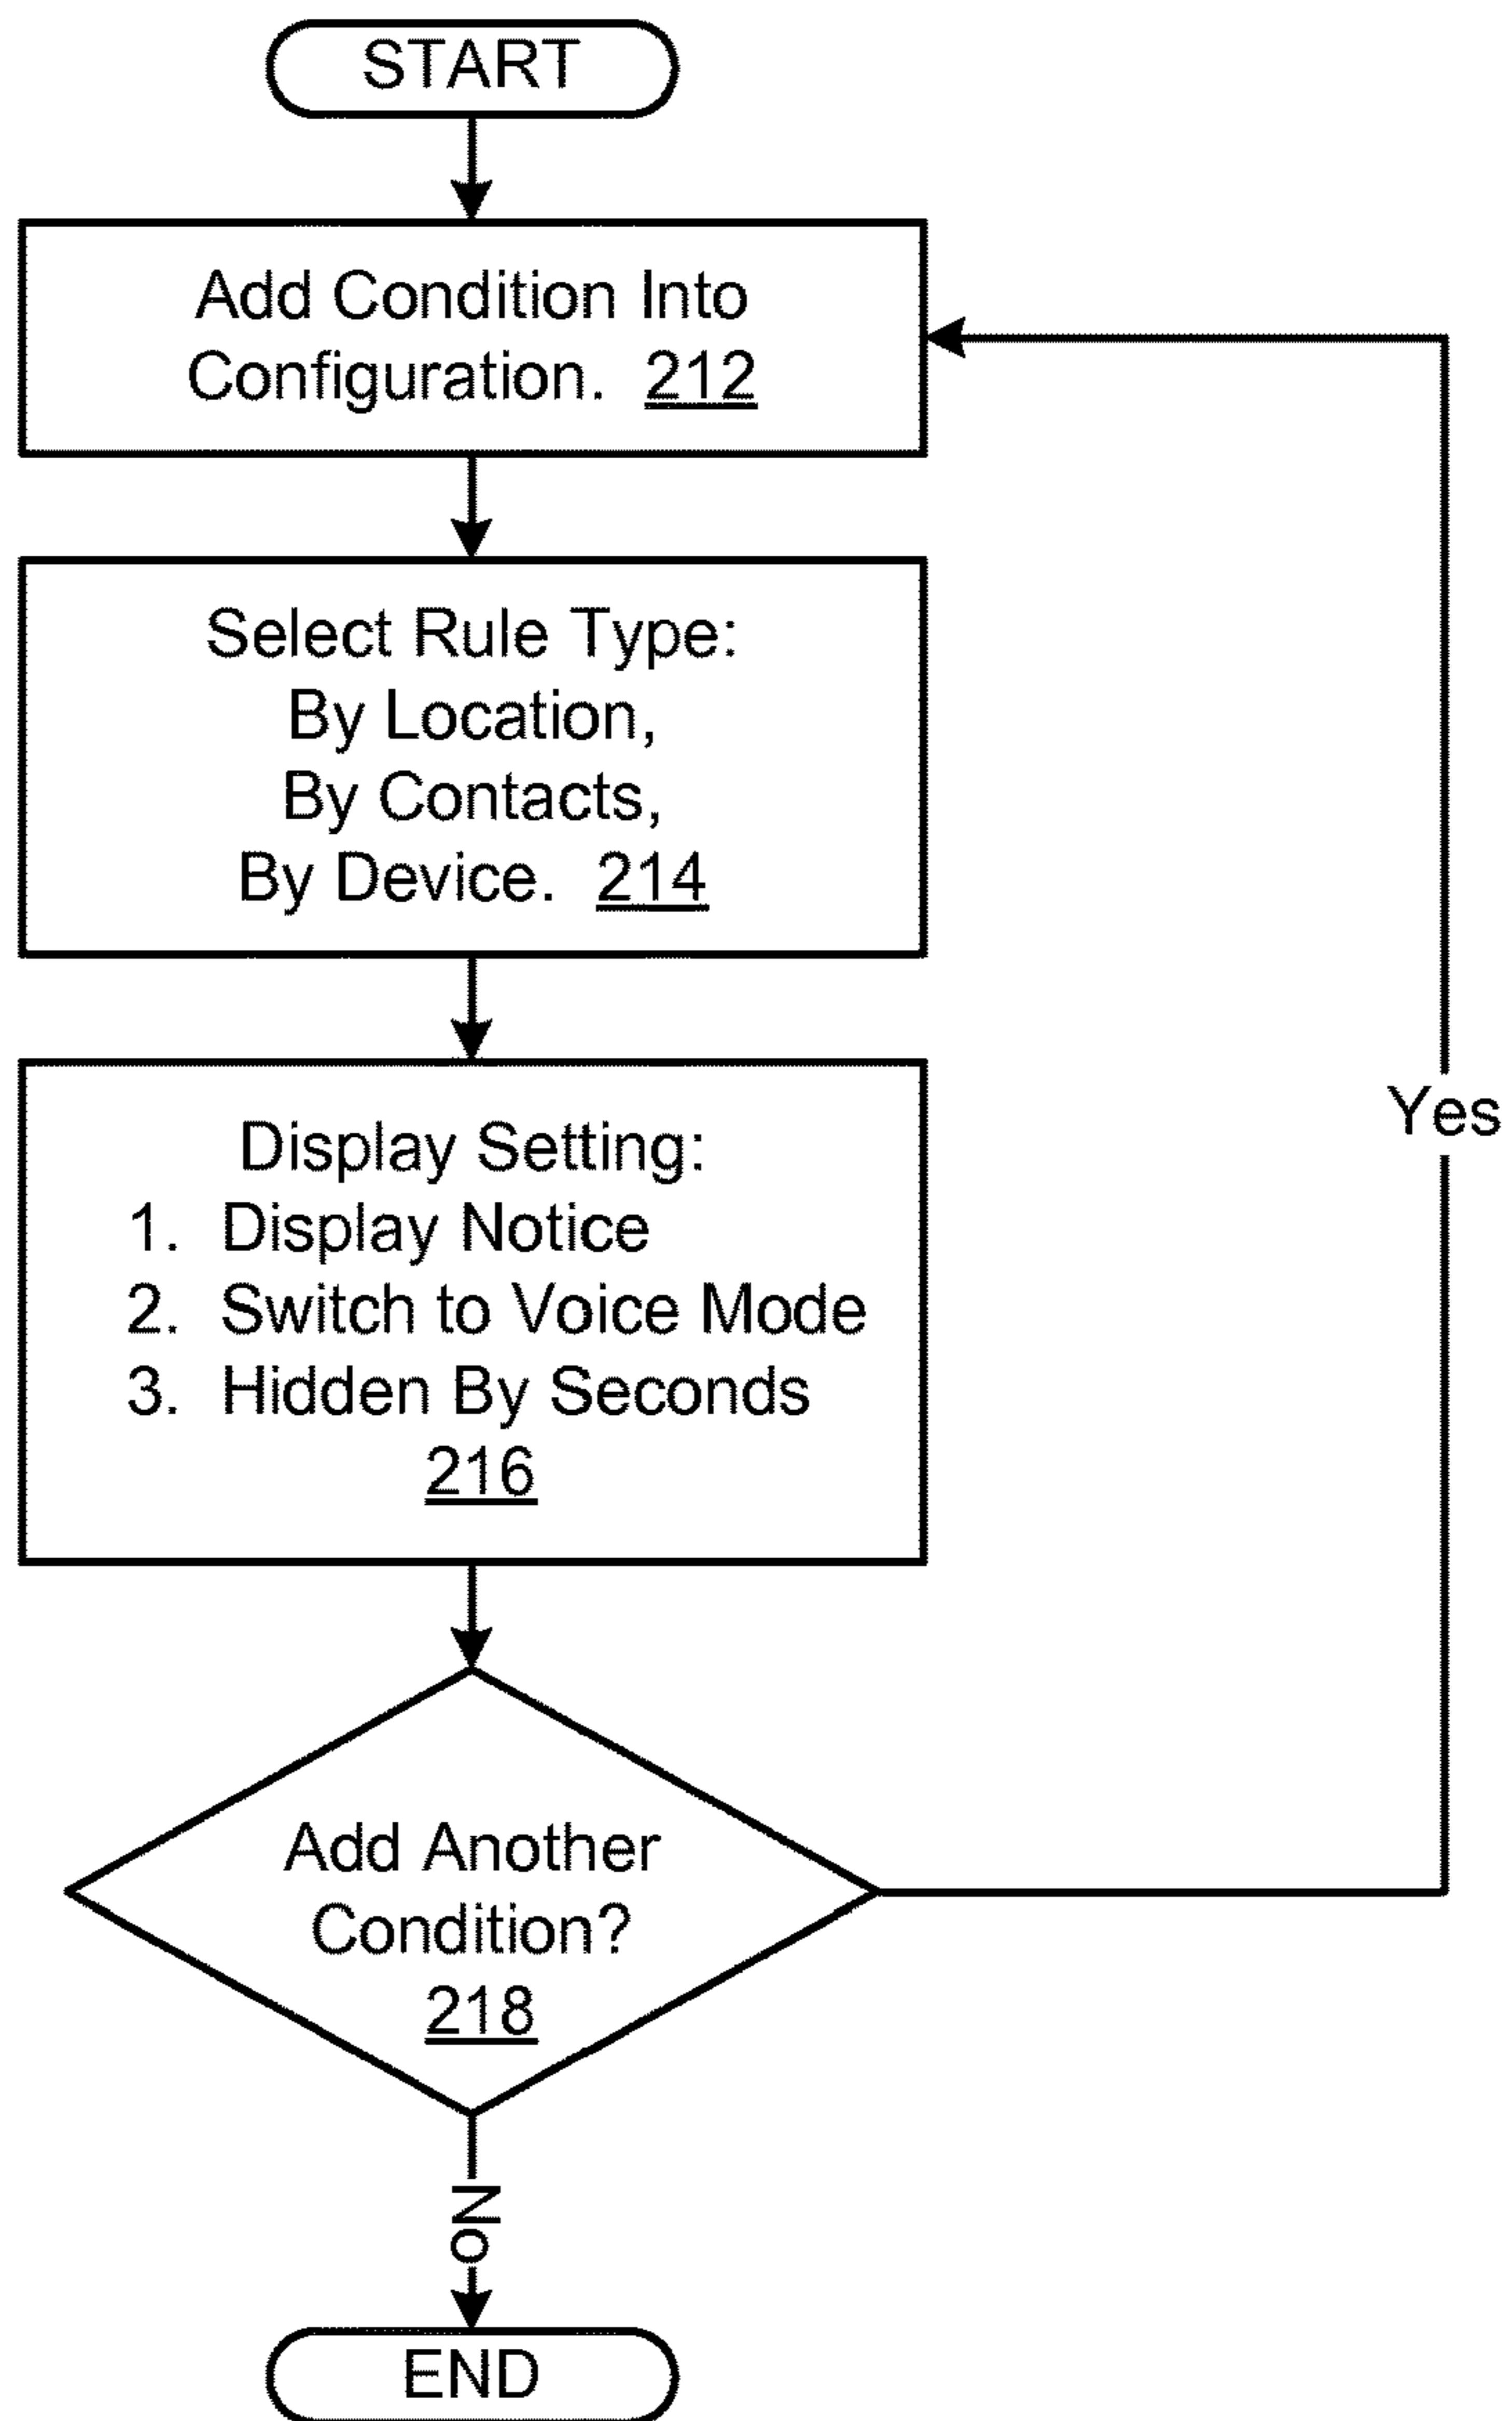 START
Add Condition Into
Configuration. 212
Select Rule Type:
By Location,
By Contacts,
By Device. 214
Display Setting:
1. Display Notice
2. Switch to Voice Mode
3. Hidden By Seconds
216
Yes
Add Another
Condition?
218
No
END